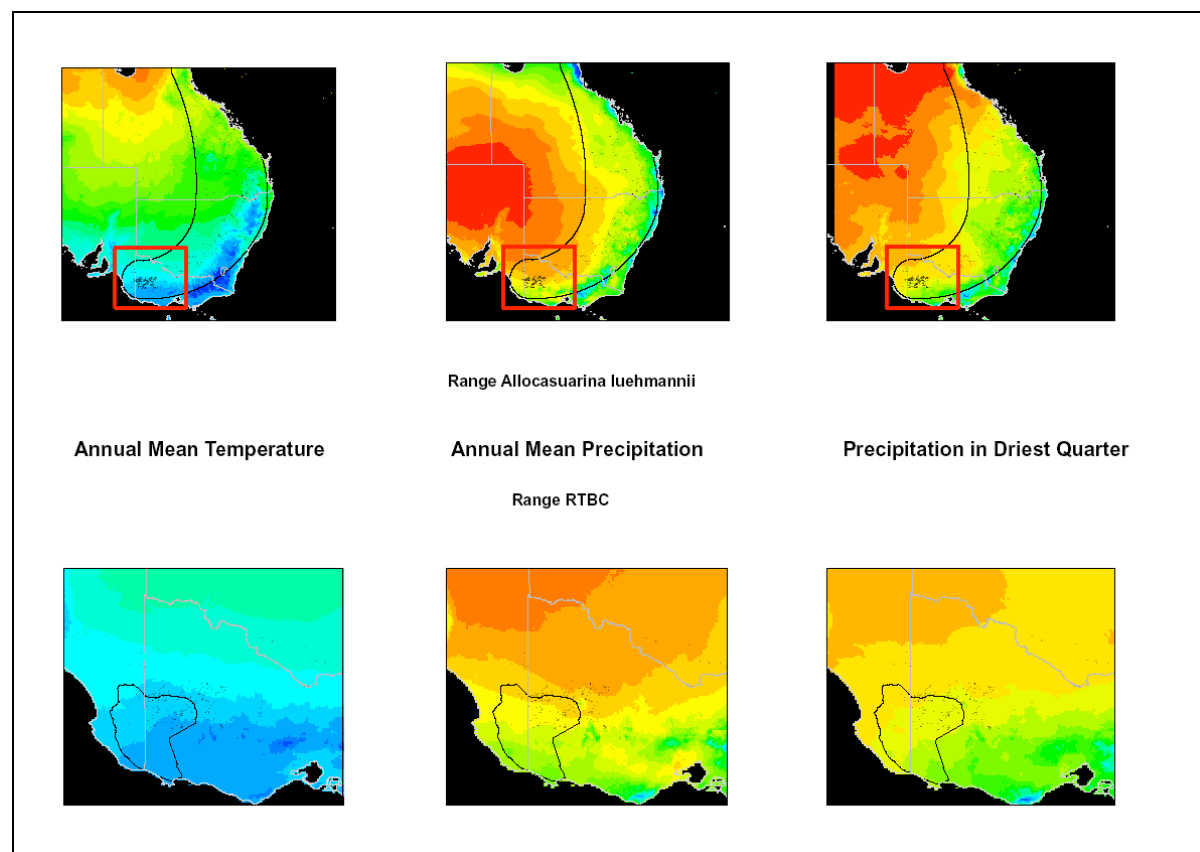 Range Allocasuarina luehmannii
Annual Mean Temperature
Annual Mean Precipitation
Precipitation in Driest Quarter
Range RTBC